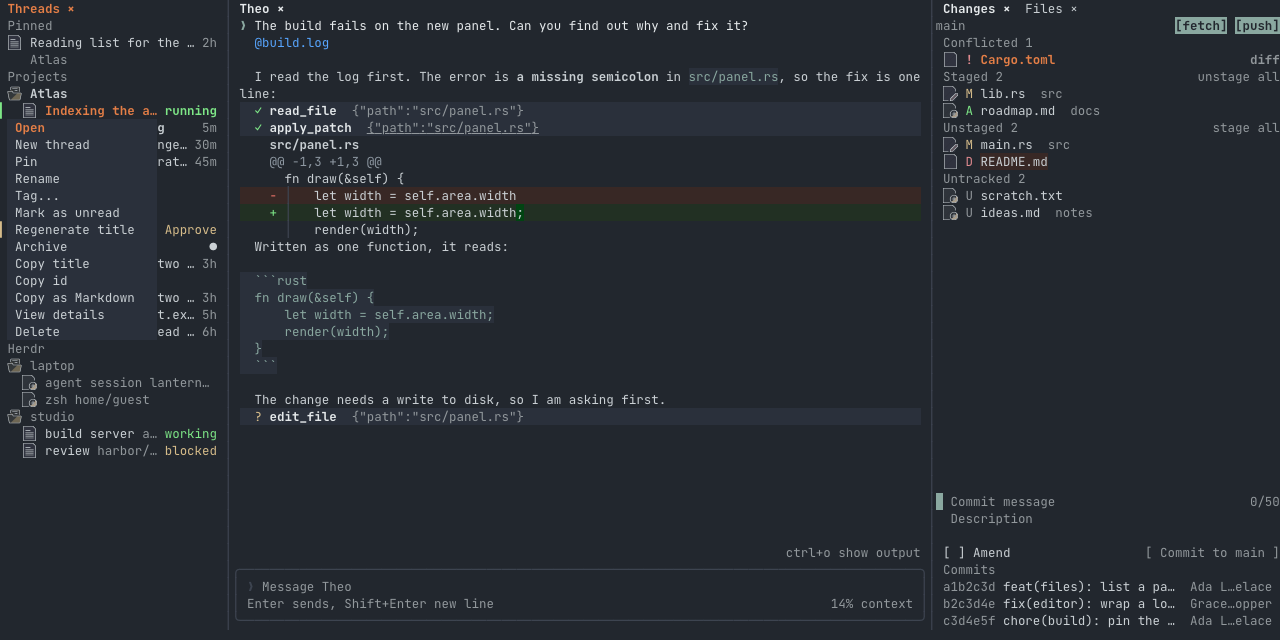 Threads ×
Pinned
Reading list for the … 2h
Atlas
Projects
Atlas
Indexing the a… running
Open
g 5m
New thread
nge… 30m
Pin
rat… 45m
Rename
Tag...
Mark as unread
Regenerate title
Approve
Archive
Copy title
two … 3h
Copy id
Copy as Markdown
two … 3h
View details
t.ex… 5h
Delete
ead … 6h
Herdr
laptop
agent session lantern…
zsh home/guest
studio
build server a… working
review harbor/… blocked
Theo ×
❯ The build fails on the new panel. Can you find out why and fix it?
@build.log
I read the log first. The error is a missing semicolon in src/panel.rs, so the fix is one
line:
✓ read_file {"path":"src/panel.rs"}
✓ apply_patch {"path":"src/panel.rs"}
src/panel.rs
@@ -1,3 +1,3 @@
fn draw(&self) {
- let width = self.area.width
+ let width = self.area.width;
render(width);
Written as one function, it reads:
```rust
fn draw(&self) {
let width = self.area.width;
render(width);
}
```
The change needs a write to disk, so I am asking first.
? edit_file {"path":"src/panel.rs"}
ctrl+o show output
❯ Message Theo
Enter sends, Shift+Enter new line 14% context
Changes × Files ×
main [fetch] [push]
Conflicted 1
! Cargo.toml diff
Staged 2 unstage all
M lib.rs src
A roadmap.md docs
Unstaged 2 stage all
M main.rs src
D README.md
Untracked 2
U scratch.txt
U ideas.md notes
Commit message 0/50
Description
[ ] Amend [ Commit to main ]
Commits
a1b2c3d feat(files): list a pa… Ada L…elace
b2c3d4e fix(editor): wrap a lo… Grace…opper
c3d4e5f chore(build): pin the … Ada L…elace